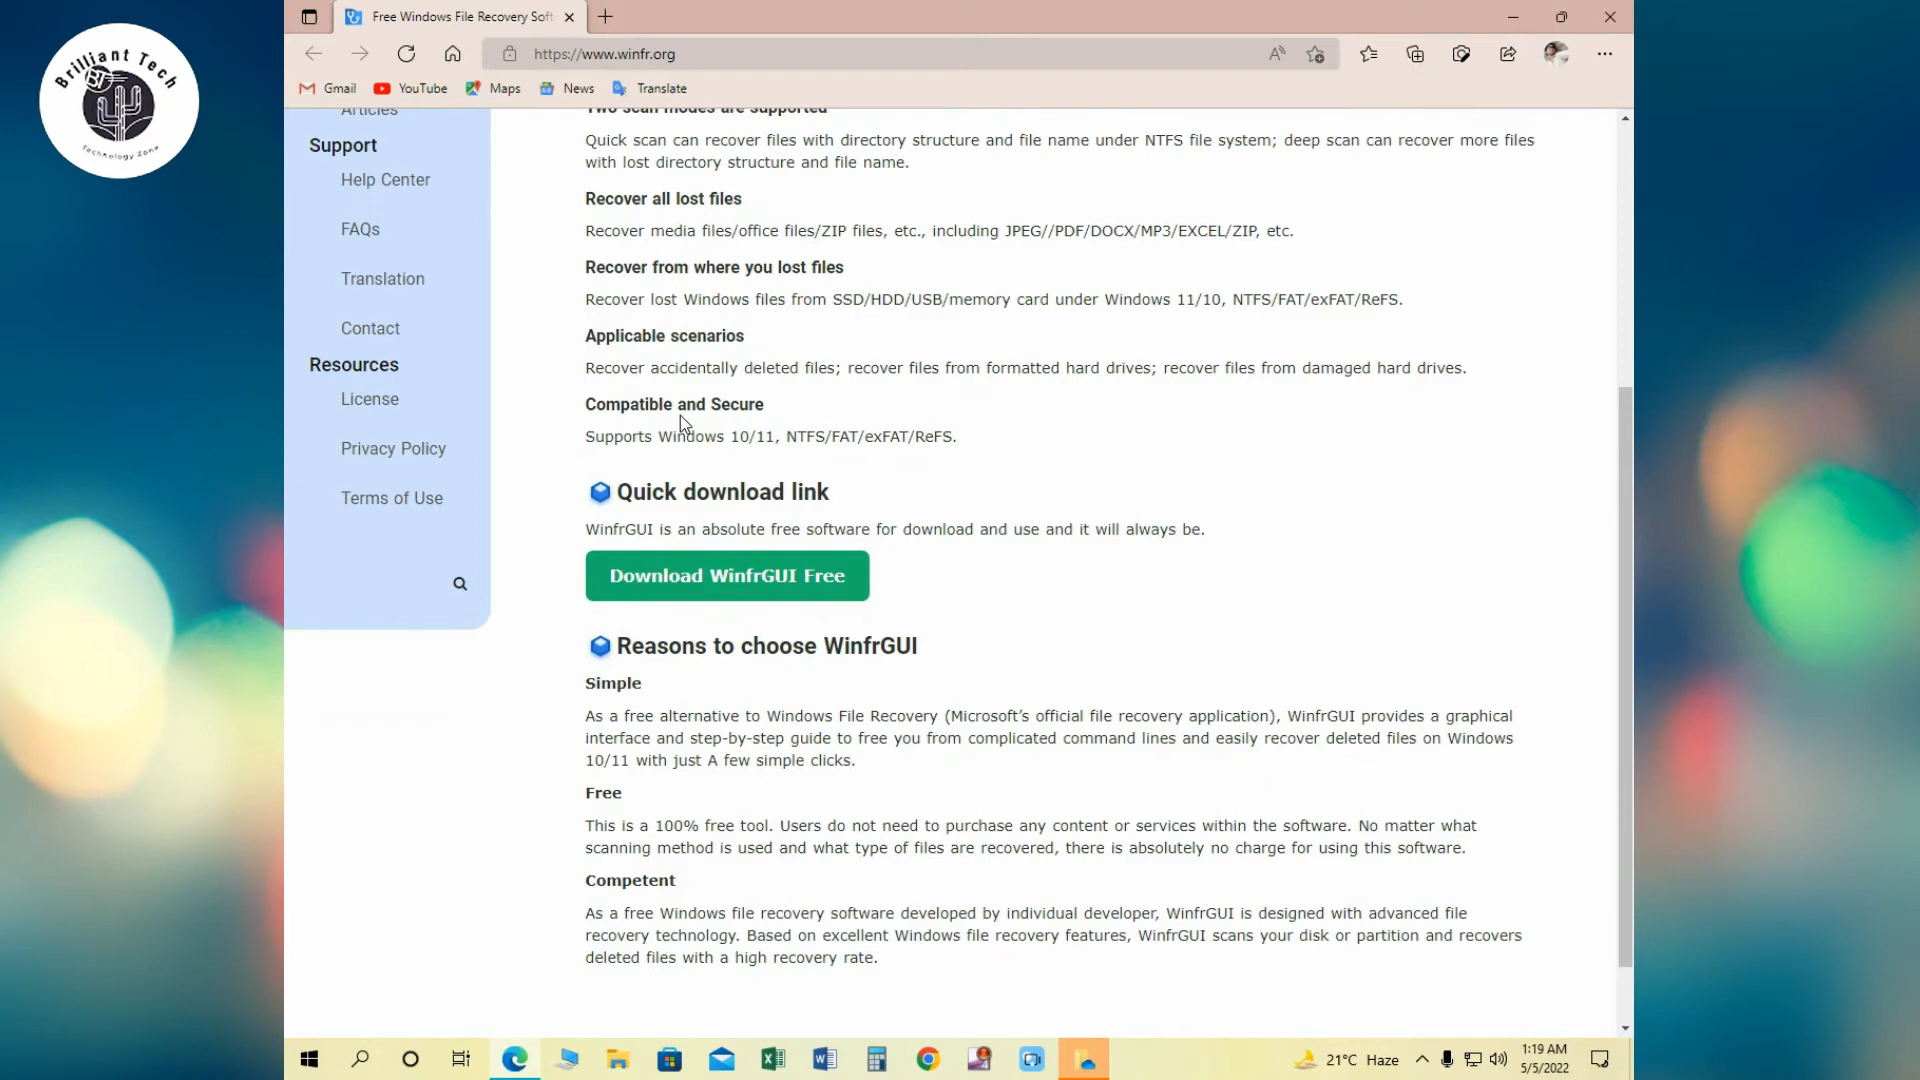 Brilliant Tech
BT
Technology Zone
Free Windows File Recovery Soft
https://www.winfr.org
Gmail
YouTube
Maps
News
Translate
Articles
Support
Help Center
FAQs
Translation
Contact
Resources
License
Privacy Policy
Terms of Use
Two scan modes are supported
Quick scan can recover files with directory structure and file name under NTFS file system; deep scan can recover more files
with lost directory structure and file name.
Recover all lost files
Recover media files/office files/ZIP files, etc., including JPEG//PDF/DOCX/MP3/EXCEL/ZIP, etc.
Recover from where you lost files
Recover lost Windows files from SSD/HDD/USB/memory card under Windows 11/10, NTFS/FAT/exFAT/ReFS.
Applicable scenarios
Recover accidentally deleted files; recover files from formatted hard drives; recover files from damaged hard drives.
Compatible and Secure
Supports Windows 10/11, NTFS/FAT/exFAT/ReFS.
Quick download link
WinfrGUI is an absolute free software for download and use and it will always be.
Download WinfrGUI Free
Reasons to choose WinfrGUI
Simple
As a free alternative to Windows File Recovery (Microsoft's official file recovery application), WinfrGUI provides a graphical
interface and step-by-step guide to free you from complicated command lines and easily recover deleted files on Windows
10/11 with just A few simple clicks.
Free
This is a 100% free tool. Users do not need to purchase any content or services within the software. No matter what
scanning method is used and what type of files are recovered, there is absolutely no charge for using this software.
Competent
As a free Windows file recovery software developed by individual developer, WinfrGUI is designed with advanced file
recovery technology. Based on excellent Windows file recovery features, WinfrGUI scans your disk or partition and recovers
deleted files with a high recovery rate.
21°C Haze
1:19 AM
5/5/2022